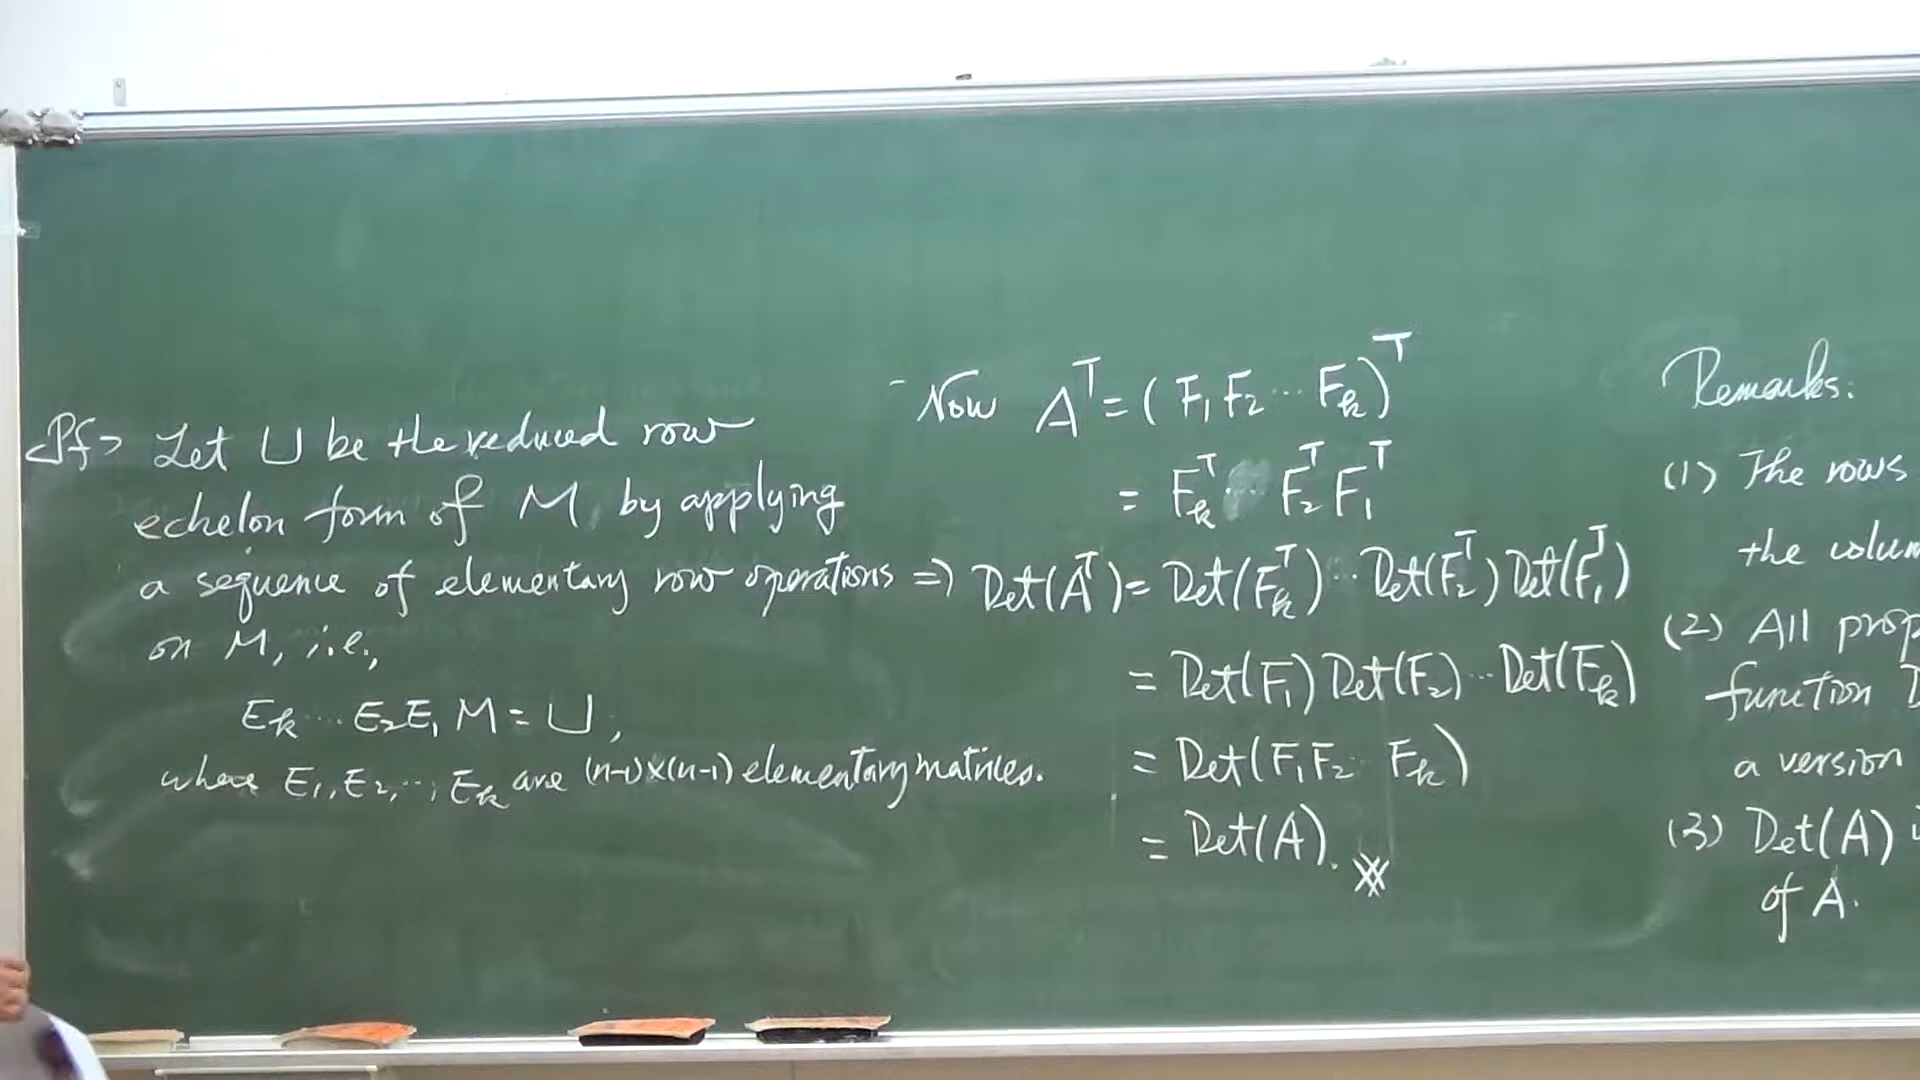 <Pf> Let U be the reduced row
echelon form of M, by applying
a sequence of elementary row operations
on M, i.e.,
E_k ... E_2 E_1 M = U,
where E_1, E_2, ..., E_k are (n-1)×(n-1) elementary matrices.
Now A^T = (F_1 F_2 ... F_k)^T
= F_k^T ... F_2^T F_1^T
⇒ Det(A^T) = Det(F_k^T) ... Det(F_2^T) Det(F_1^T)
= Det(F_1) Det(F_2) ... Det(F_k)
= Det(F_1 F_2 F_k)
= Det(A). ※
Remarks:
(1) The rows
the colum
(2) All prop
function D
a version
(3) Det(A) i
of A.